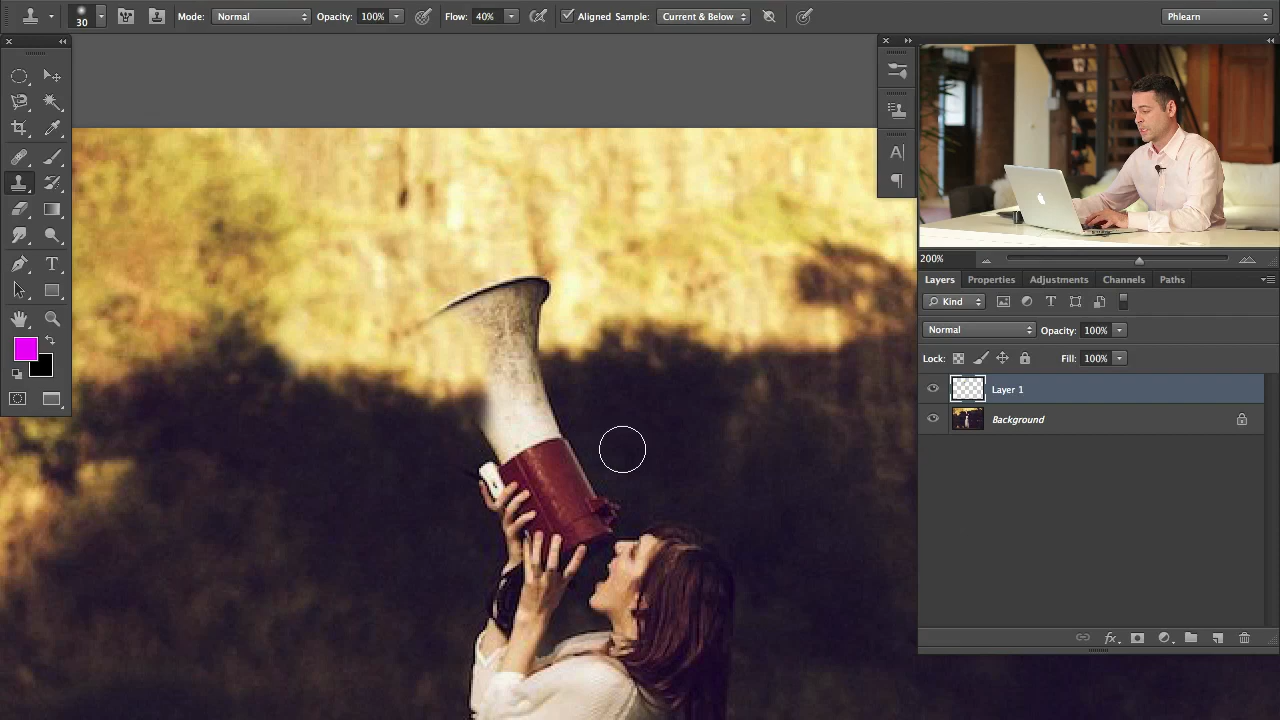 30 Mode: Normal Opacity: 100% Flow: 40% Aligned Sample: Current & Below Phlearn
200%
Layers Properties Adjustments Channels Paths
Kind
Normal Opacity: 100%
Lock: Fill: 100%
Layer 1
Background